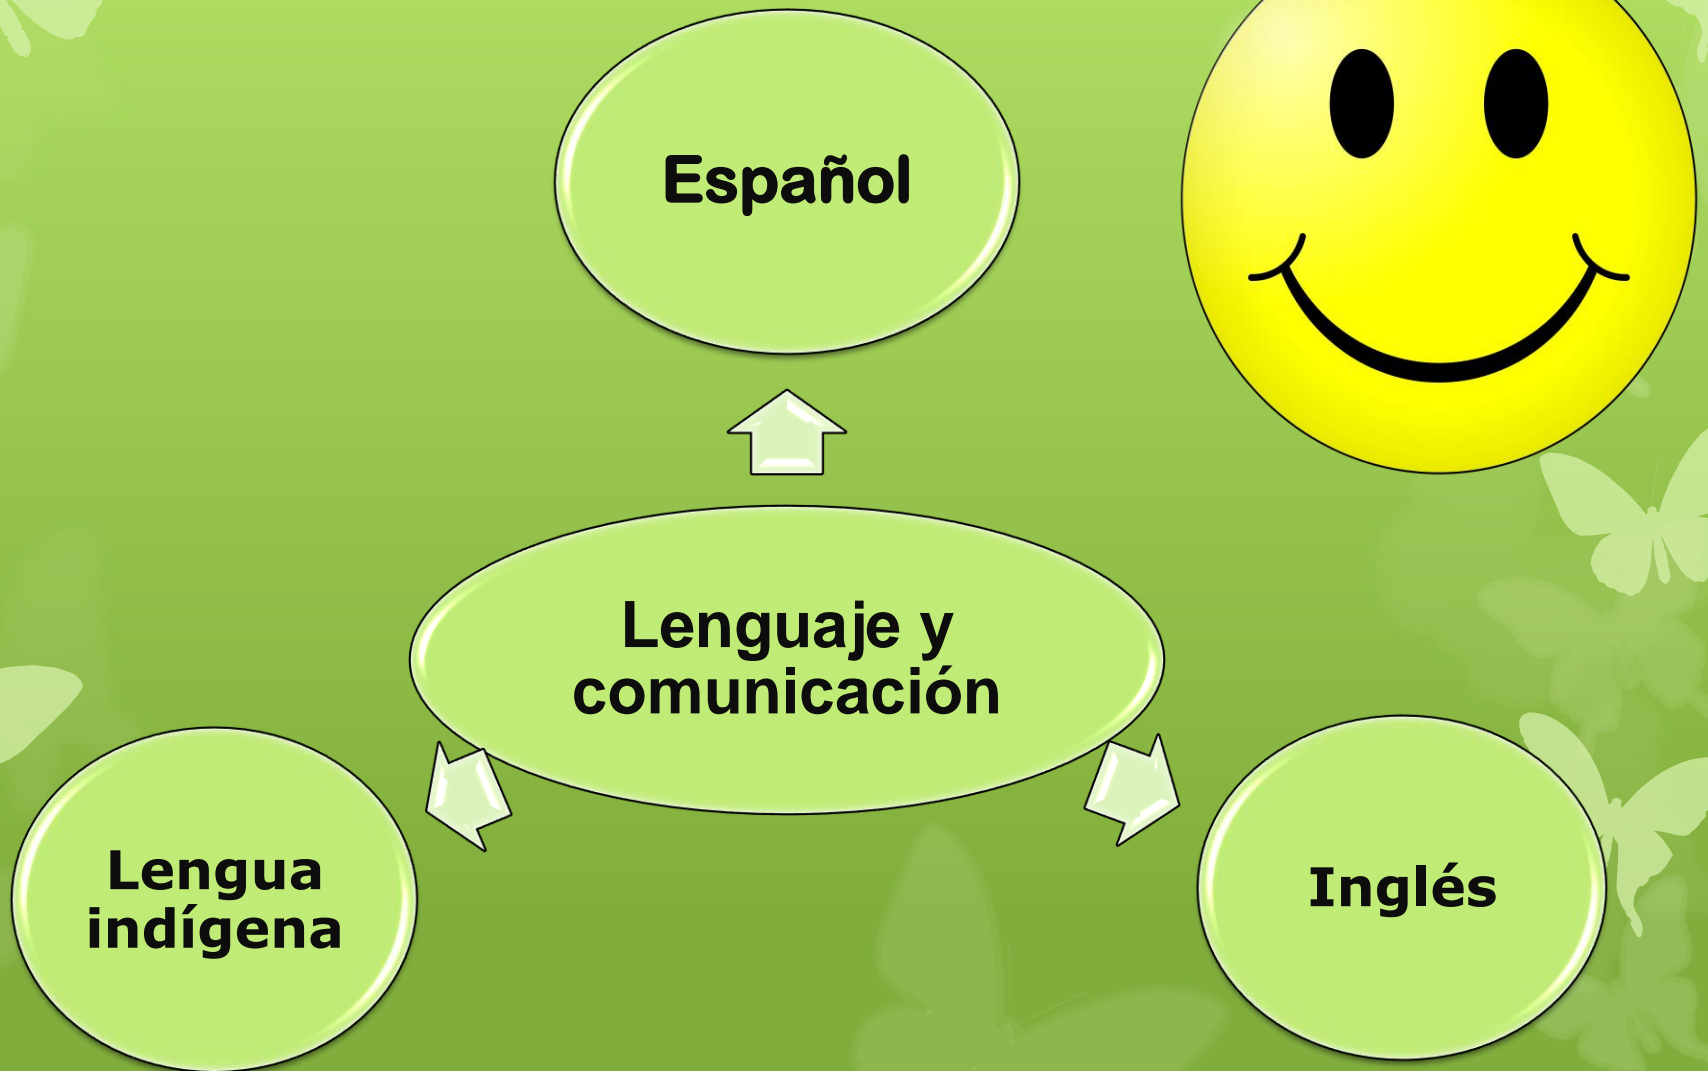 Español
Lenguaje y
comunicación
Lengua
indígena
Inglés